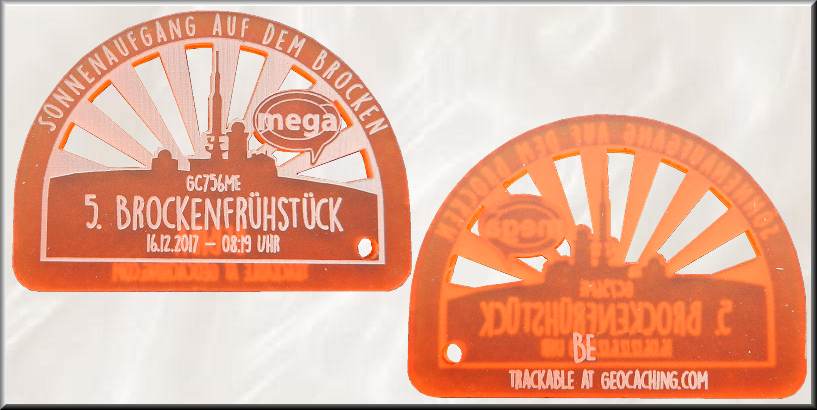 SONNENAUFGANG AUF DEM BROCKEN
mega
GC756ME
5. BROCKENFRÜHSTÜCK
16.12.2017 – 08:19 UHR
BE
TRACKABLE AT GEOCACHING.COM